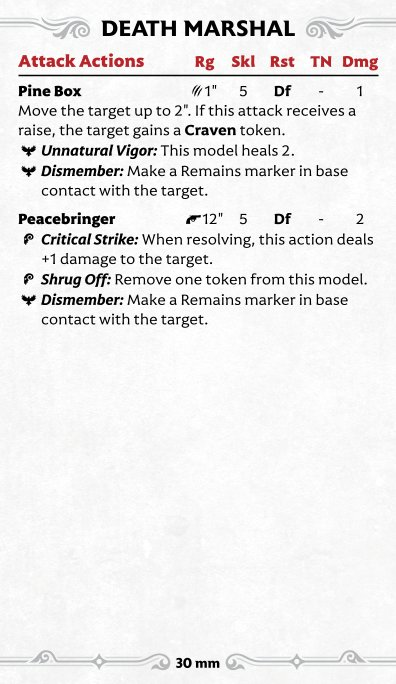 DEATH MARSHAL
Attack Actions Rg Skl Rst TN Dmg
Pine Box 1" 5 Df - 1
Move the target up to 2". If this attack receives a
raise, the target gains a Craven token.
Unnatural Vigor: This model heals 2.
Dismember: Make a Remains marker in base
contact with the target.
Peacebringer 12" 5 Df - 2
Critical Strike: When resolving, this action deals
+1 damage to the target.
Shrug Off: Remove one token from this model.
Dismember: Make a Remains marker in base
contact with the target.
30 mm